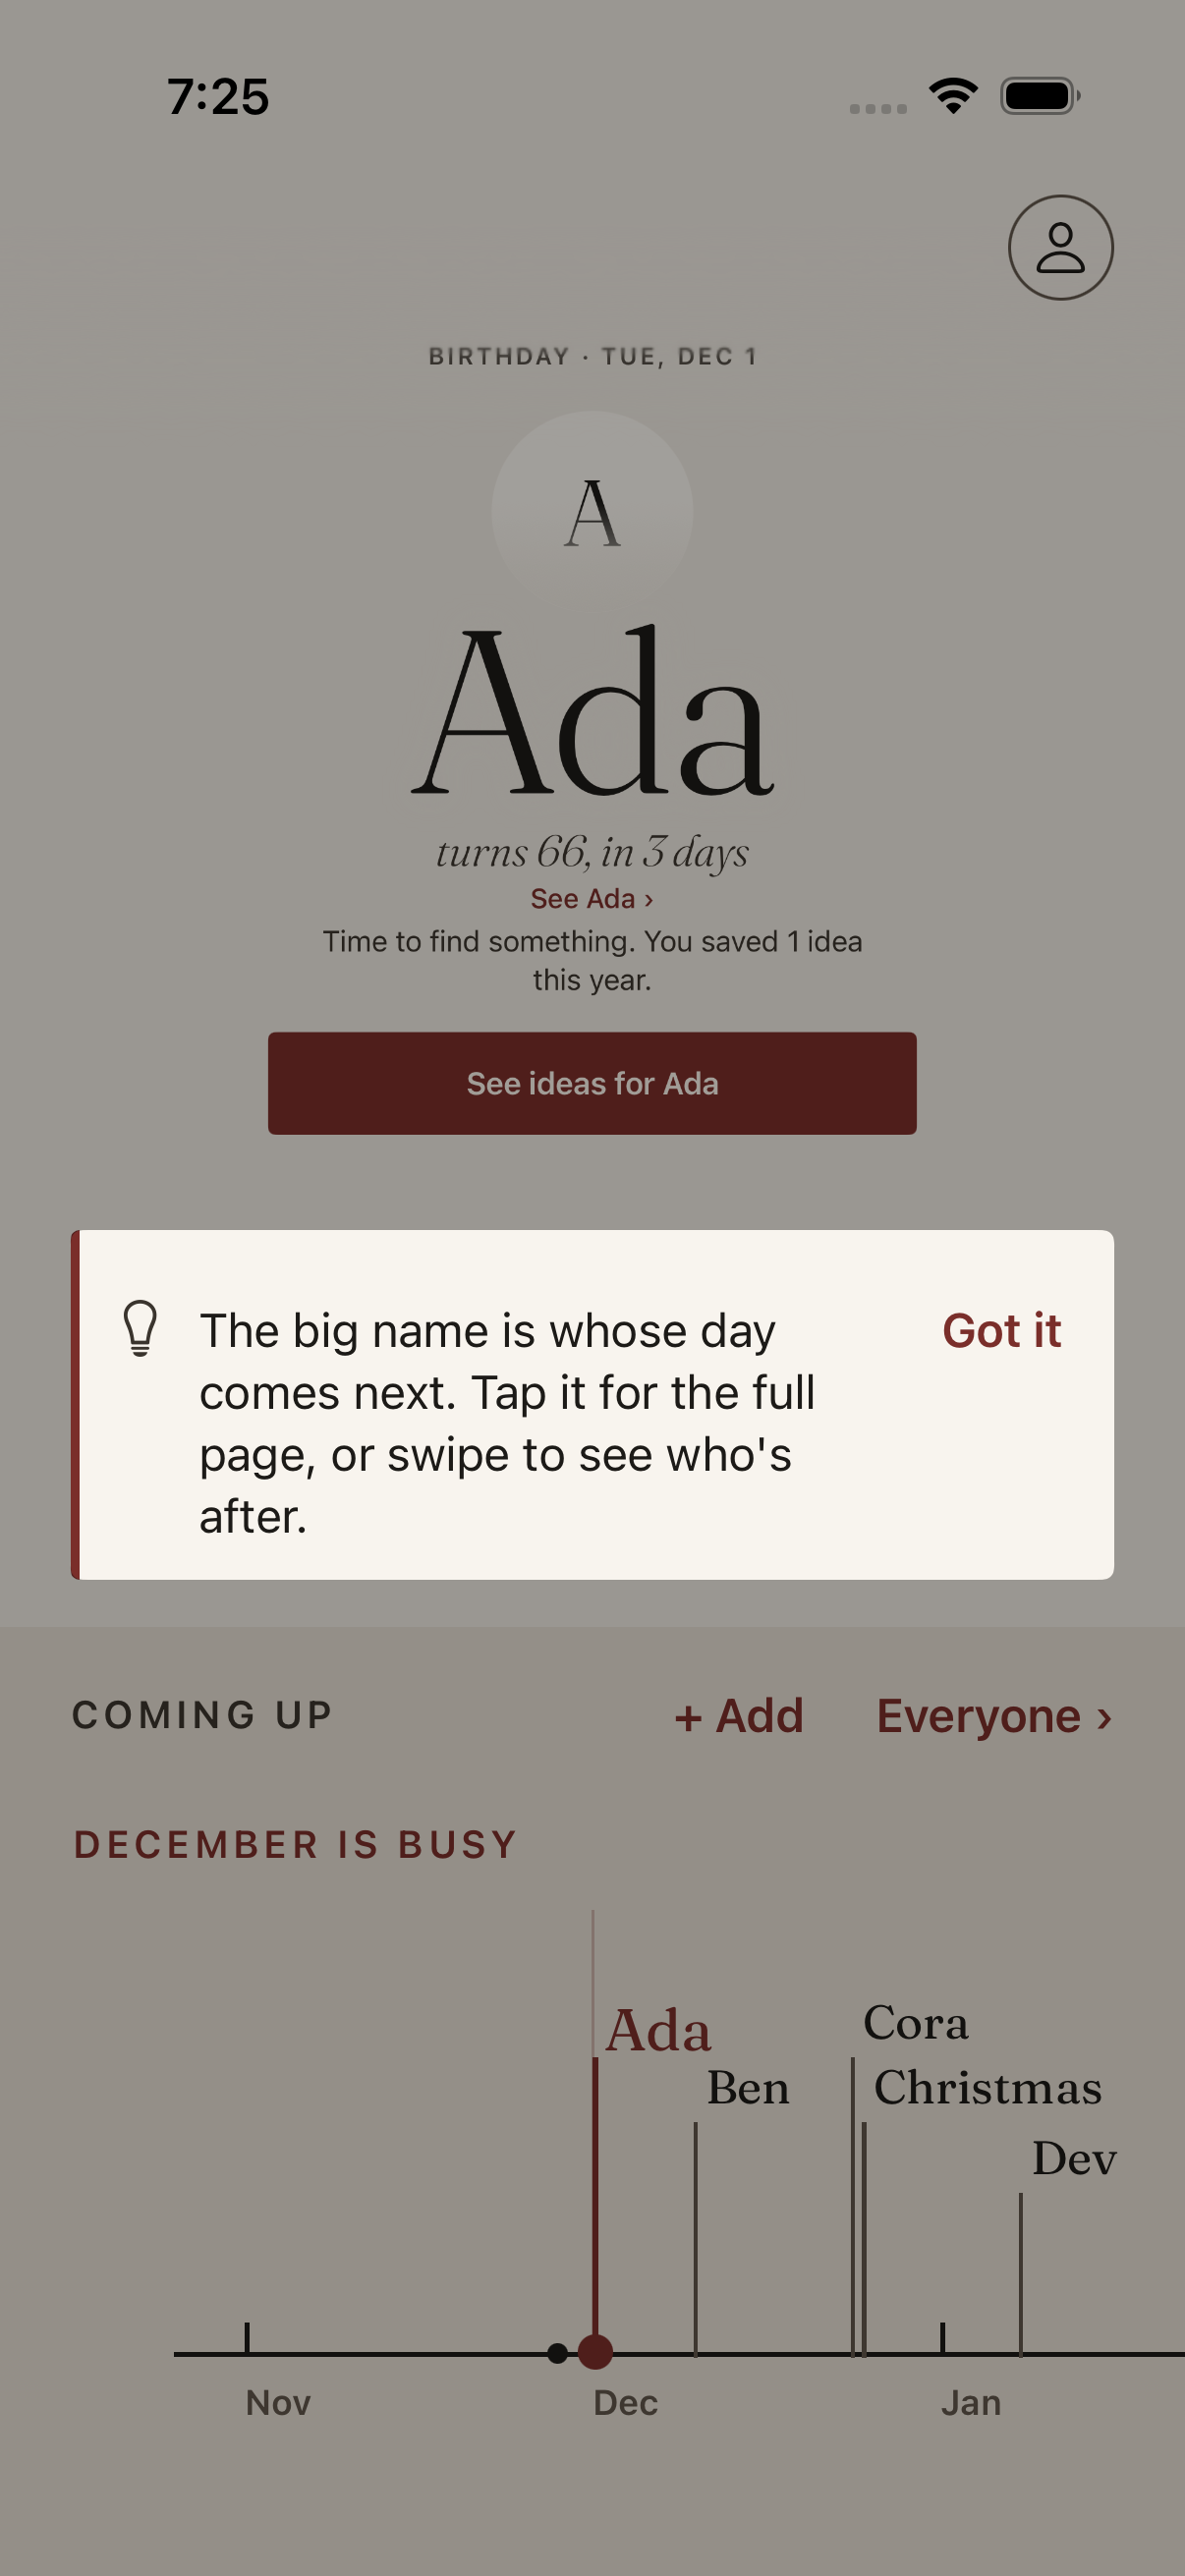 7:25
BIRTHDAY · TUE, DEC 1
A
Ada
turns 66, in 3 days
See Ada ›
Time to find something. You saved 1 idea
this year.
See ideas for Ada
The big name is whose day
comes next. Tap it for the full
page, or swipe to see who's
after.
Got it
COMING UP
+ Add
Everyone ›
DECEMBER IS BUSY
Cora
Ada
Christmas
Ben
Dev
Nov
Dec
Jan